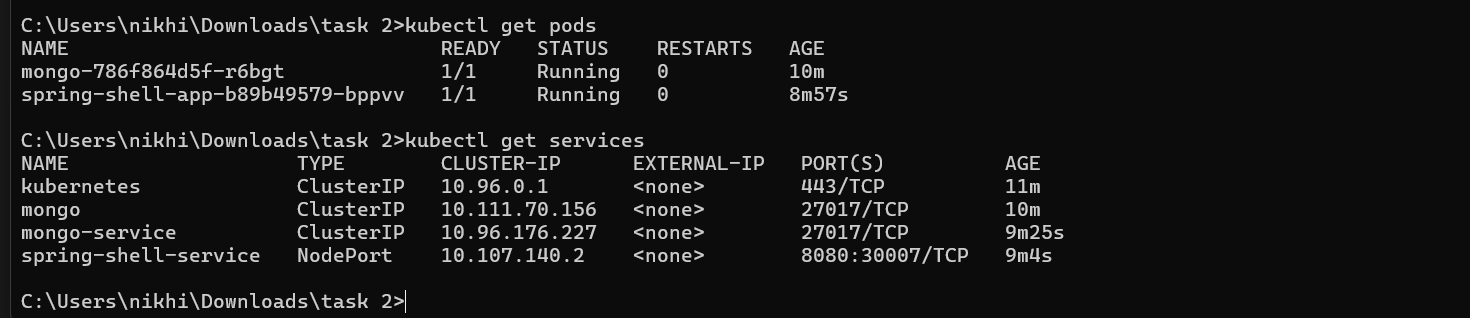 C:\Users\nikhi\Downloads\task 2>kubectl get pods
NAME                               READY   STATUS    RESTARTS   AGE
mongo-786f864d5f-r6bgt             1/1     Running   0          10m
spring-shell-app-b89b49579-bppvv   1/1     Running   0          8m57s
C:\Users\nikhi\Downloads\task 2>kubectl get services
NAME                   TYPE        CLUSTER-IP      EXTERNAL-IP   PORT(S)          AGE
kubernetes             ClusterIP   10.96.0.1       <none>        443/TCP          11m
mongo                  ClusterIP   10.111.70.156   <none>        27017/TCP        10m
mongo-service          ClusterIP   10.96.176.227   <none>        27017/TCP        9m25s
spring-shell-service   NodePort    10.107.140.2    <none>        8080:30007/TCP   9m4s
C:\Users\nikhi\Downloads\task 2>